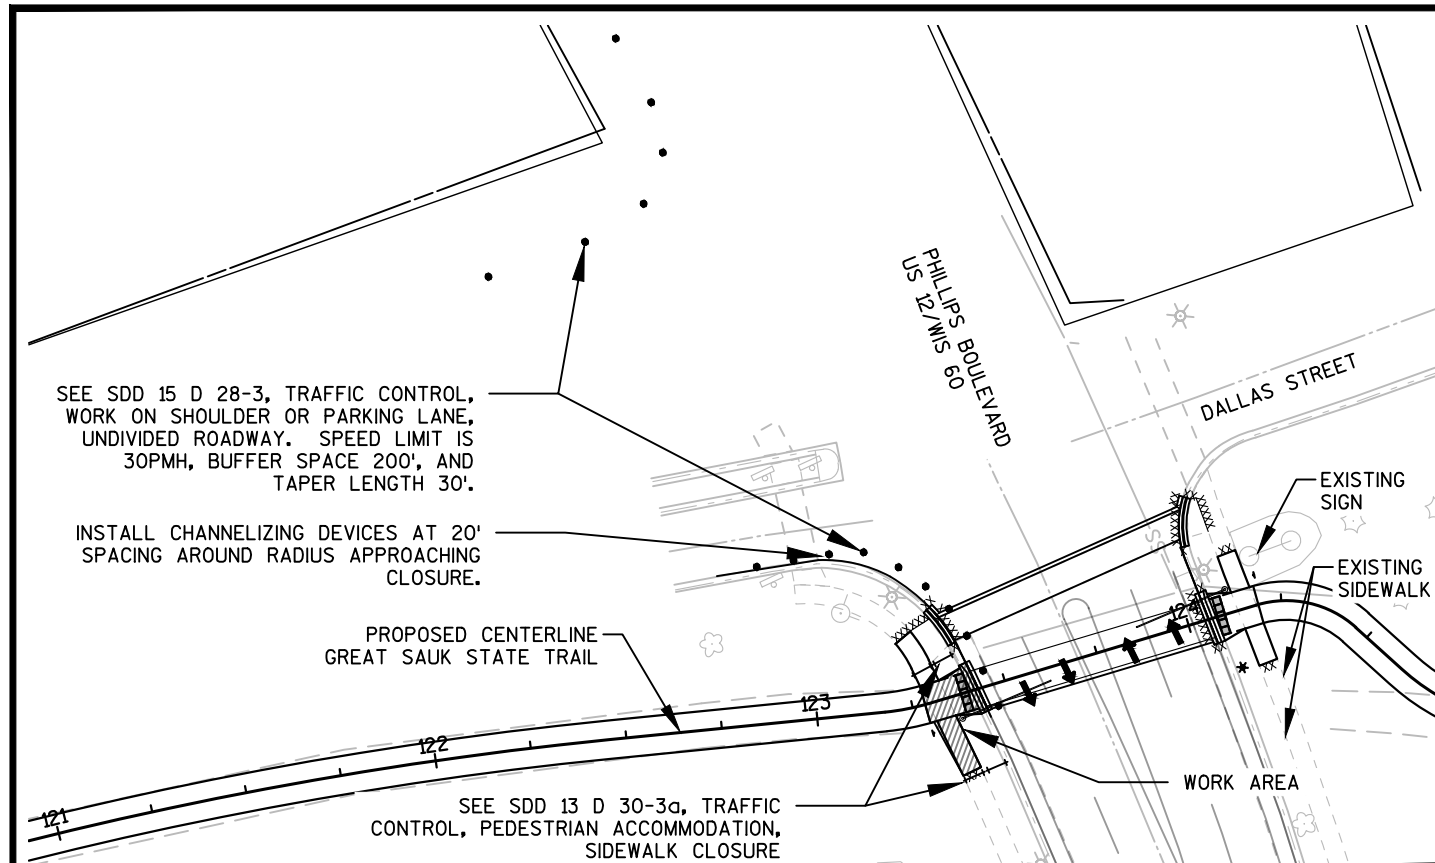 PHILLIPS BOULEVARD
US 12/WIS 60
DALLAS STREET
SEE SDD 15 D 28-3, TRAFFIC CONTROL,
WORK ON SHOULDER OR PARKING LANE,
UNDIVIDED ROADWAY.  SPEED LIMIT IS
30PMH, BUFFER SPACE 200', AND
TAPER LENGTH 30'.
INSTALL CHANNELIZING DEVICES AT 20'
SPACING AROUND RADIUS APPROACHING
CLOSURE.
EXISTING
SIGN
EXISTING
SIDEWALK
PROPOSED CENTERLINE
GREAT SAUK STATE TRAIL
121
122
123
124
WORK AREA
SEE SDD 13 D 30-3a, TRAFFIC
CONTROL, PEDESTRIAN ACCOMMODATION,
SIDEWALK CLOSURE